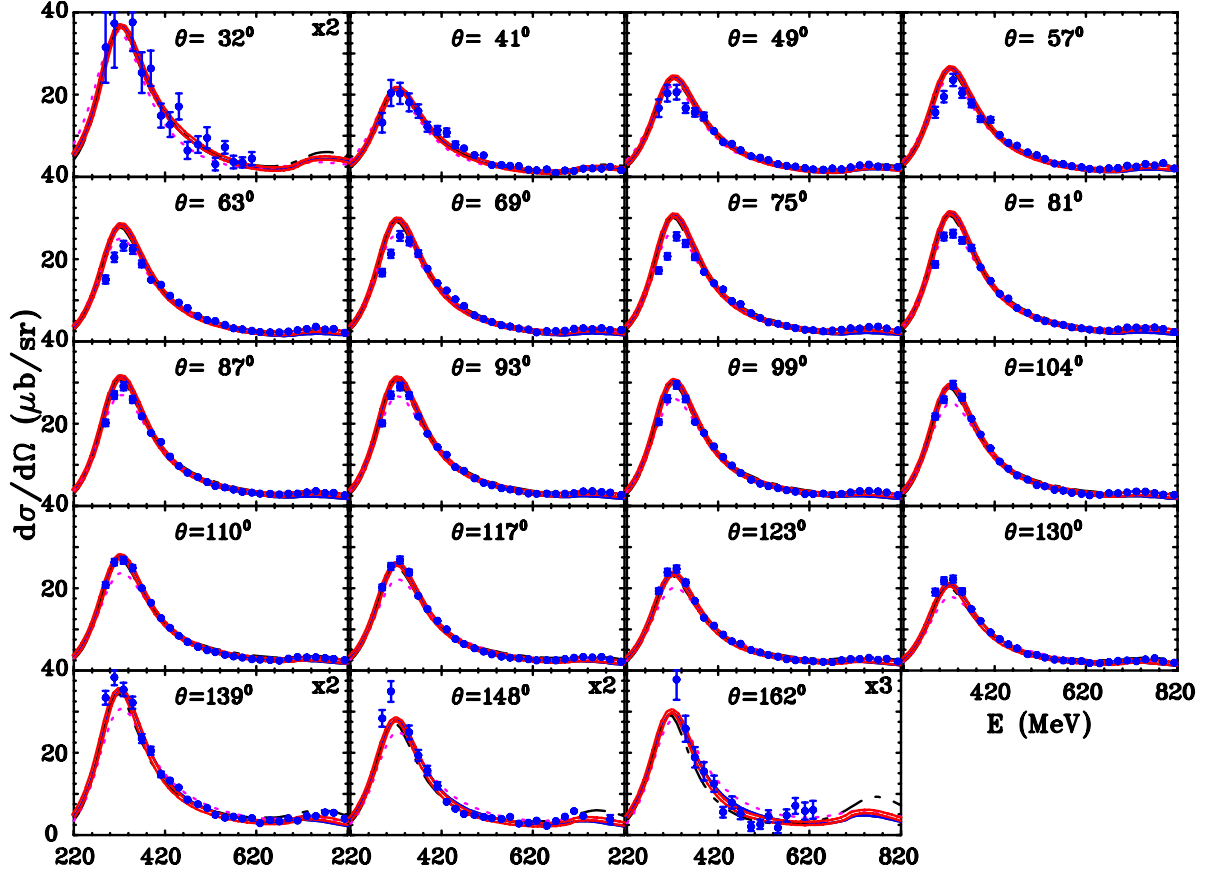 40
θ= 32⁰
x2
θ= 41⁰
θ= 49⁰
θ= 57⁰
20
40
θ= 63⁰
θ= 69⁰
θ= 75⁰
θ= 81⁰
20
40
θ= 87⁰
θ= 93⁰
θ= 99⁰
θ=104⁰
20
40
θ=110⁰
θ=117⁰
θ=123⁰
θ=130⁰
20
40
θ=139⁰
x2
θ=148⁰
x2
θ=162⁰
x3
420
620
820
E (MeV)
20
0
220
420
620
220
420
620
220
420
620
820
dσ/dΩ (μb/sr)